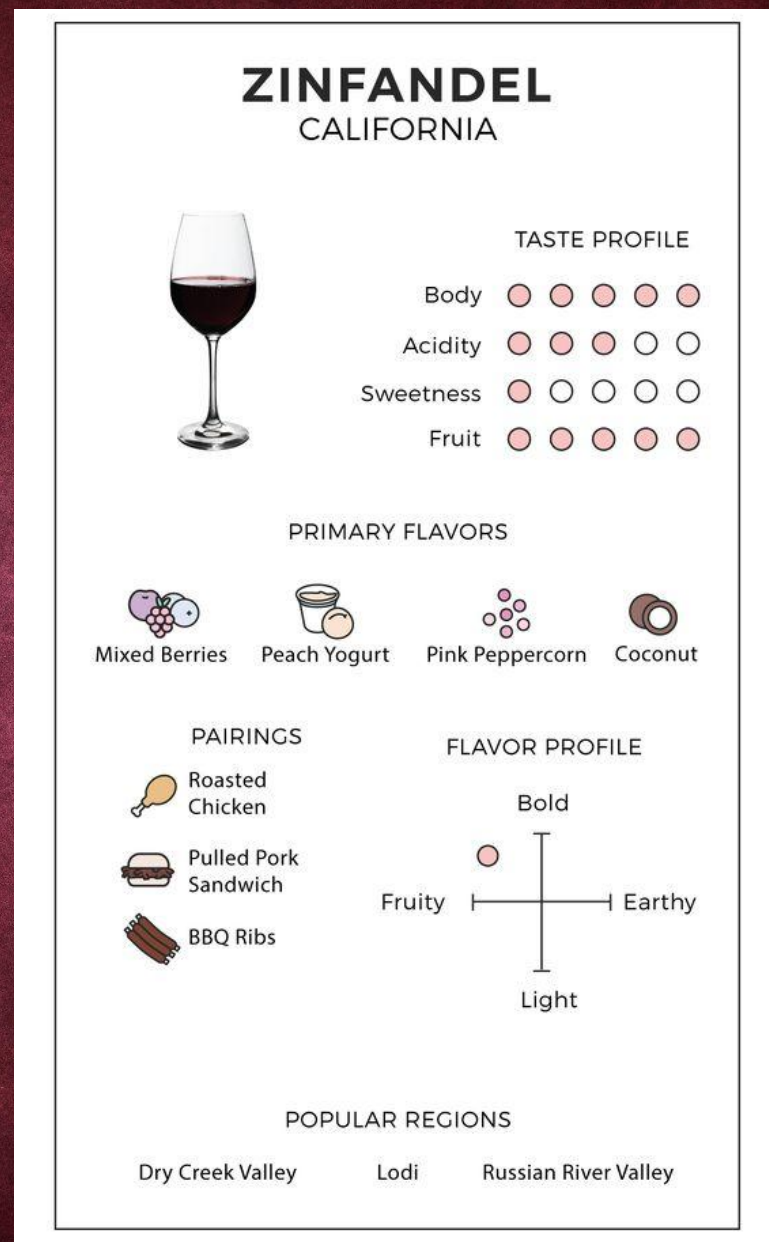 ZINFANDEL
CALIFORNIA
TASTE PROFILE
Body
Acidity
Sweetness
Fruit
PRIMARY FLAVORS
Mixed Berries
Peach Yogurt
Pink Peppercorn
Coconut
PAIRINGS
Roasted
Chicken
Pulled Pork
Sandwich
BBQ Ribs
FLAVOR PROFILE
Bold
Fruity
Earthy
Light
POPULAR REGIONS
Dry Creek Valley
Lodi
Russian River Valley